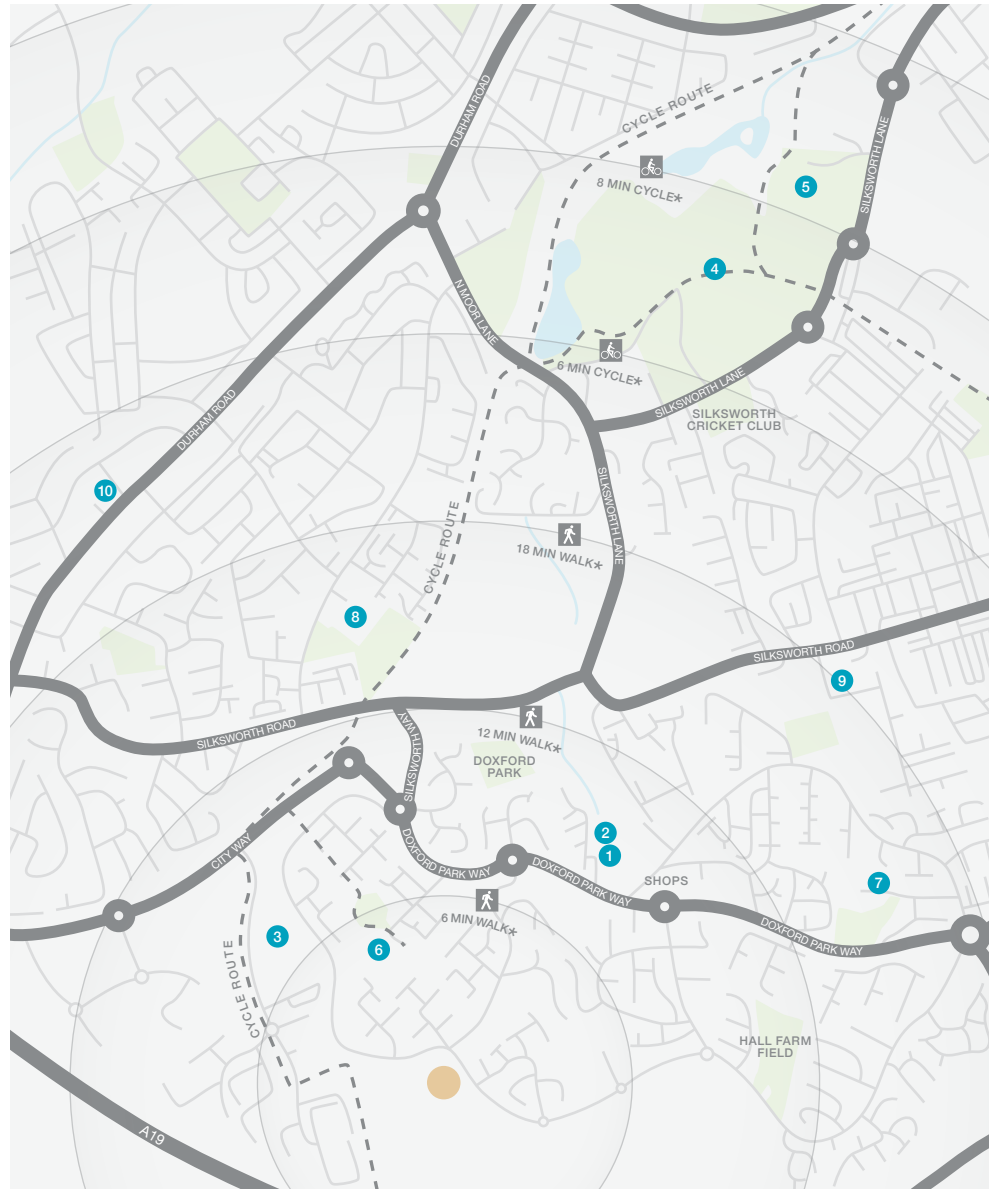 DURHAM ROAD
CYCLE ROUTE
SILKSWORTH LANE
8 MIN CYCLE*
5
4
N MOOR LANE
6 MIN CYCLE*
SILKSWORTH LANE
SILKSWORTH
CRICKET CLUB
DURHAM ROAD
10
CYCLE ROUTE
SILKSWORTH LANE
18 MIN WALK*
8
SILKSWORTH ROAD
9
SILKSWORTH ROAD
12 MIN WALK*
SILKSWORTH WAY
DOXFORD
PARK
2
1
CITY WAY
DOXFORD PARK WAY
DOXFORD PARK WAY
SHOPS
7
6 MIN WALK*
DOXFORD PARK WAY
3
6
CYCLE ROUTE
HALL FARM
FIELD
A19